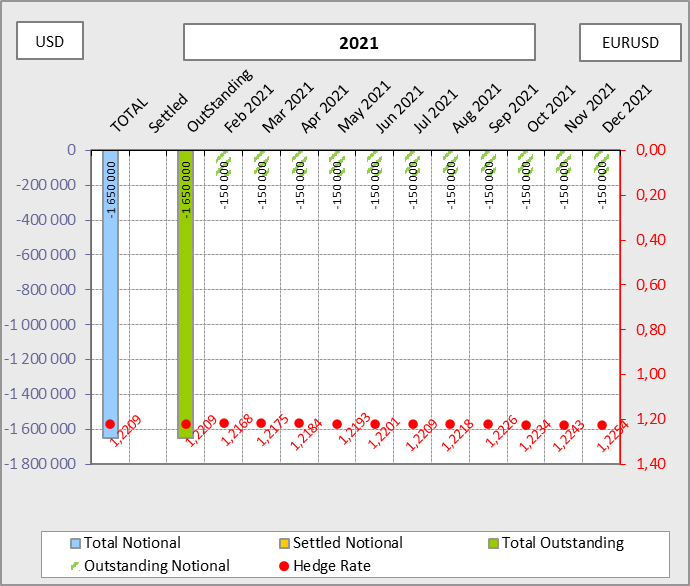 USD
2021
EURUSD
TOTAL
Settled
OutStanding
Feb 2021
Mar 2021
Apr 2021
May 2021
Jun 2021
Jul 2021
Aug 2021
Sep 2021
Oct 2021
Nov 2021
Dec 2021
0
-200 000
-400 000
-600 000
-800 000
-1 000 000
-1 200 000
-1 400 000
-1 600 000
-1 800 000
-1 650 000
-1 650 000
-150 000
-150 000
-150 000
-150 000
-150 000
-150 000
-150 000
-150 000
-150 000
-150 000
-150 000
1,2209
1,2209
1,2168
1,2175
1,2184
1,2193
1,2201
1,2209
1,2218
1,2226
1,2234
1,2243
1,2254
0,00
0,20
0,40
0,60
0,80
1,00
1,20
1,40
Total Notional
Settled Notional
Total Outstanding
Outstanding Notional
Hedge Rate